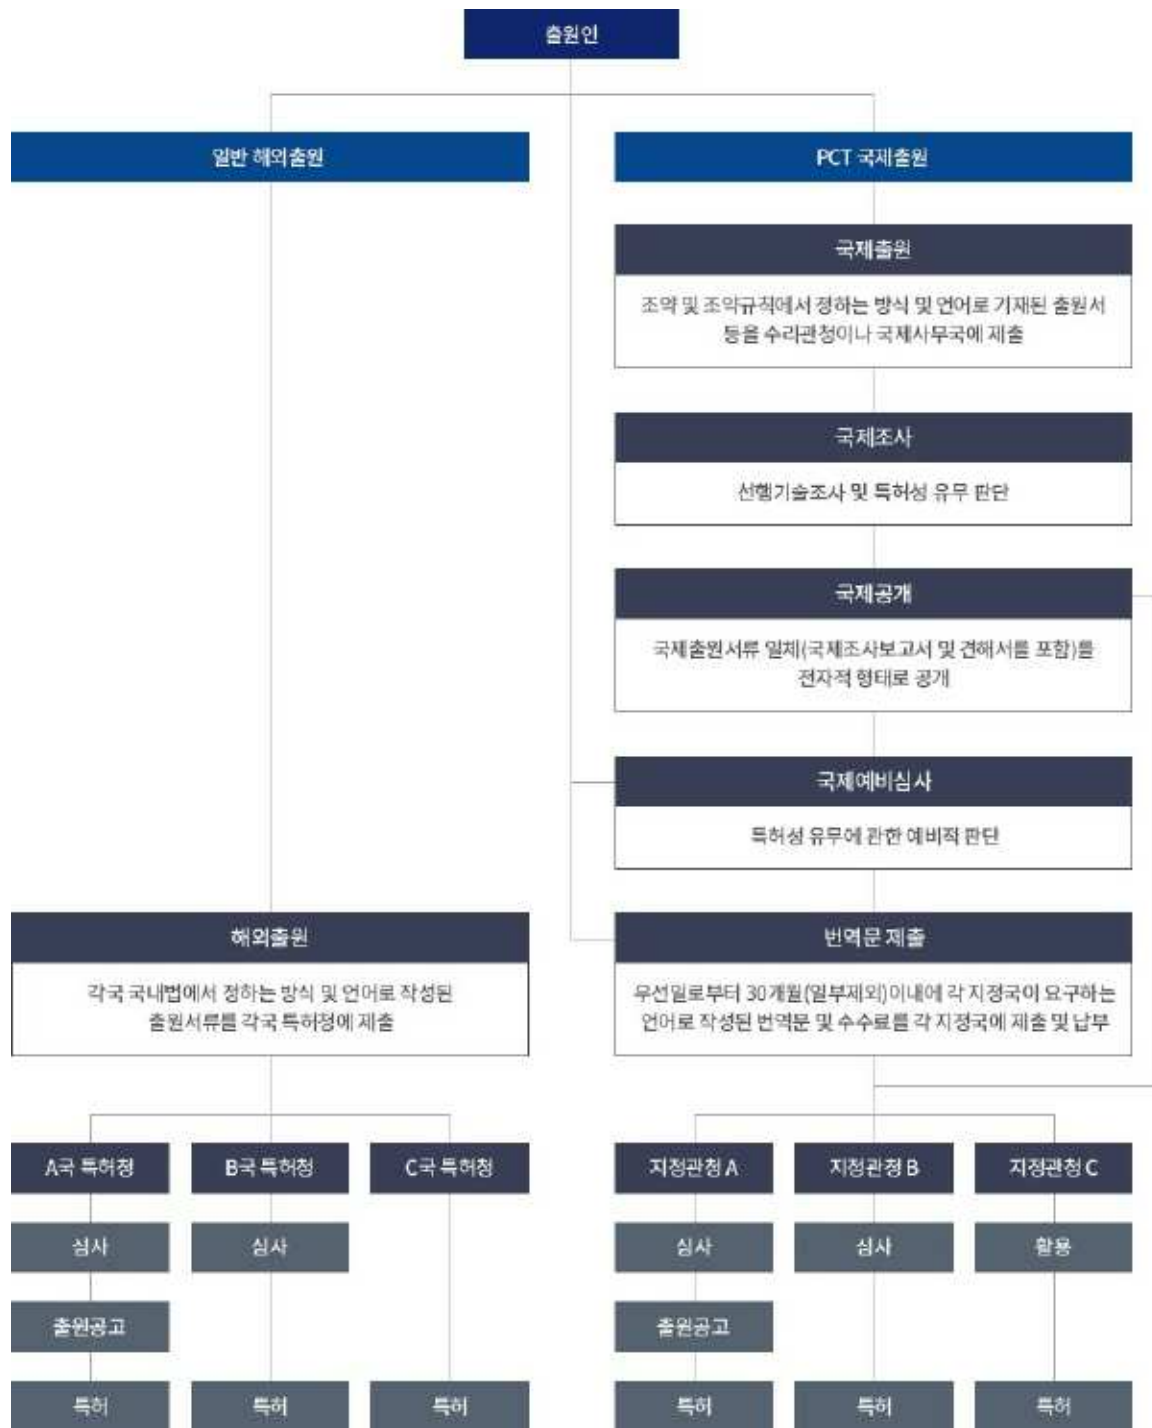 출원인
일반 해외출원
PCT 국제출원
국제출원
조약 및 조약규칙에서 정하는 방식 및 언어로 기재된 출원서
등을 수리관청이나 국제사무국에 제출
국제조사
선행기술조사 및 특허성 유무 판단
국제공개
국제출원서류 일체(국제조사보고서 및 견해서를 포함)를
전자적 형태로 공개
국제예비심사
특허성 유무에 관한 예비적 판단
해외출원
각국 국내법에서 정하는 방식 및 언어로 작성된
출원서류를 각국 특허청에 제출
번역문 제출
우선일로부터 30개월(일부제외)이내에 각 지정국이 요구하는
언어로 작성된 번역문 및 수수료를 각 지정국에 제출 및 납부
A국 특허청
B국 특허청
C국 특허청
지정관청 A
지정관청 B
지정관청 C
심사
심사
심사
심사
활용
출원공고
출원공고
특허
특허
특허
특허
특허
특허